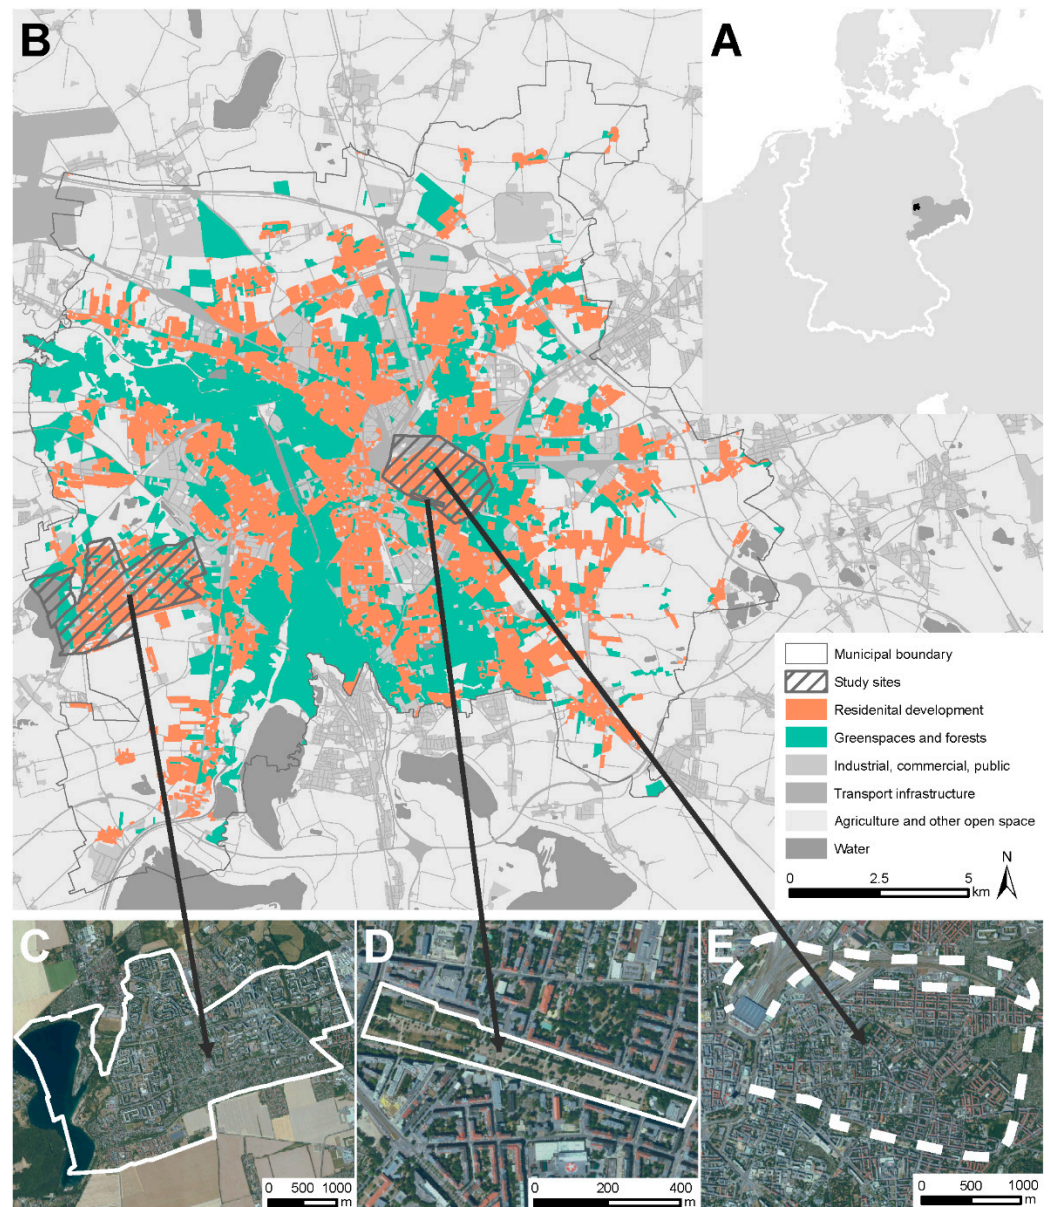 B
A
Municipal boundary
Study sites
Residenital development
Greenspaces and forests
Industrial, commercial, public
Transport infrastructure
Agriculture and other open space
Water
N
0 2.5 5
km
C
D
E
0 500 1000
m
0 200 400
m
0 500 1000
m